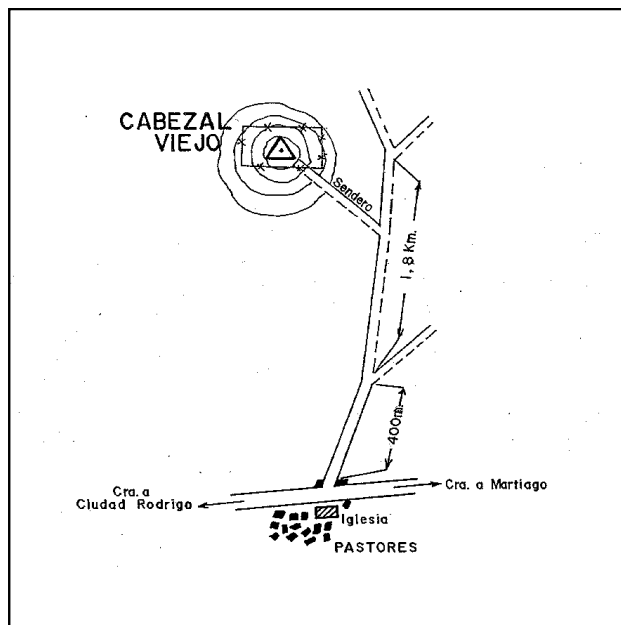 CABEZAL
VIEJO
Sendero
1,8 Km.
400m.
Cra. a
Ciudad Rodrigo
Cra. a Martiago
Iglesia
PASTORES